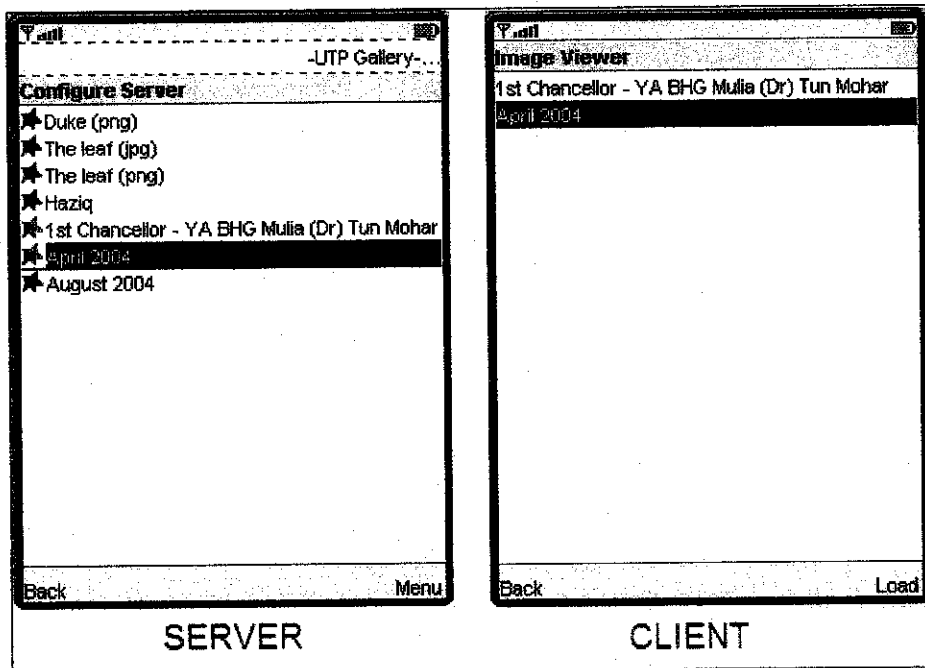 -UTP Gallery-...
Configure Server
Duke (png)
The leaf (jpg)
The leaf (png)
Haziq
1st Chancellor - YA BHG Mulia (Dr) Tun Mohar
April 2004
August 2004
Back Menu
SERVER
Image Viewer
1st Chancellor - YA BHG Mulia (Dr) Tun Mohar
April 2004
Back Load
CLIENT